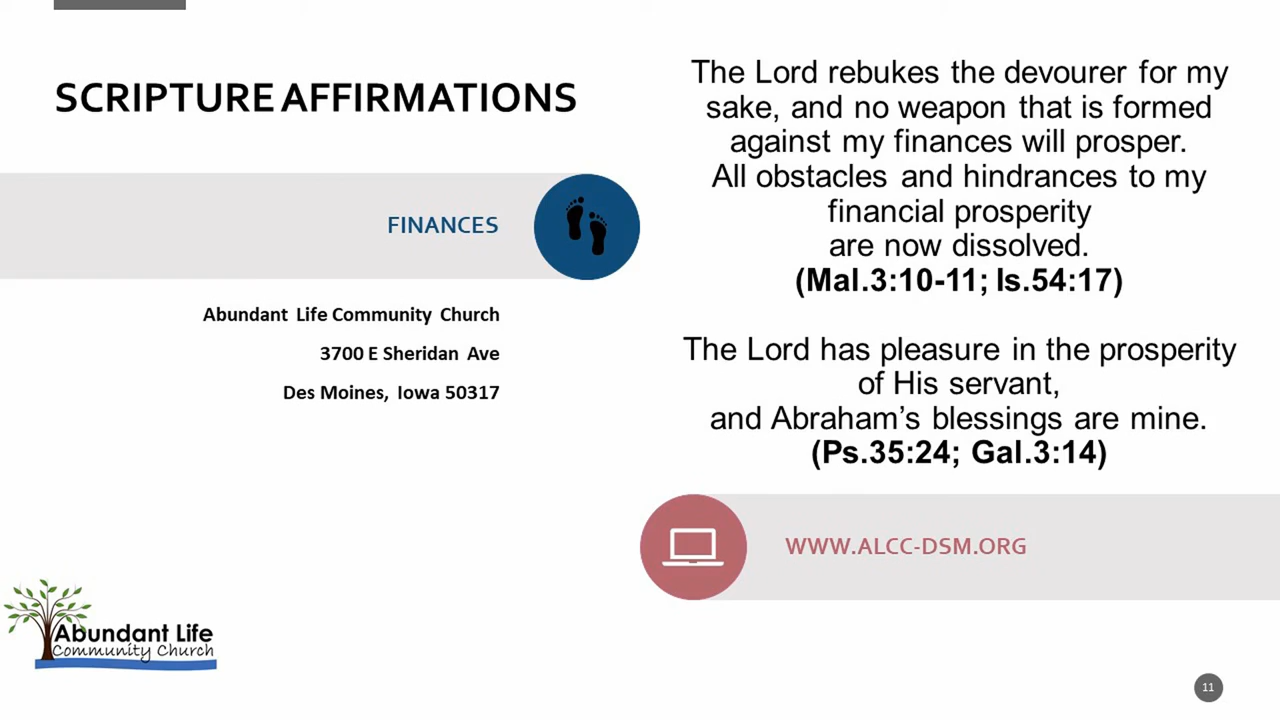 SCRIPTURE AFFIRMATIONS
FINANCES
Abundant Life Community Church
3700 E Sheridan Ave
Des Moines, Iowa 50317
The Lord rebukes the devourer for my
sake, and no weapon that is formed
against my finances will prosper.
All obstacles and hindrances to my
financial prosperity
are now dissolved.
(Mal.3:10-11; Is.54:17)
The Lord has pleasure in the prosperity
of His servant,
and Abraham’s blessings are mine.
(Ps.35:24; Gal.3:14)
WWW.ALCC-DSM.ORG
Abundant Life
Community Church
11